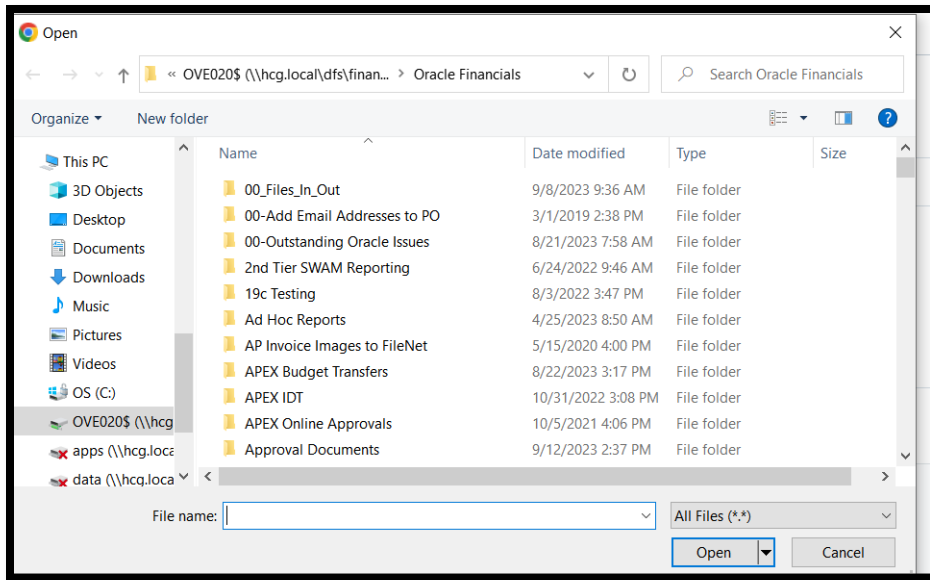 Open
« OVE020$ (\\hcg.local\dfs\finan... > Oracle Financials
Search Oracle Financials
Organize
New folder
?
Name Date modified Type Size
This PC
3D Objects
Desktop
Documents
Downloads
Music
Pictures
Videos
OS (C:)
OVE020$ (\\hcg
apps (\\hcg.loca
data (\\hcg.loca
00_Files_In_Out 9/8/2023 9:36 AM File folder
00-Add Email Addresses to PO 3/1/2019 2:38 PM File folder
00-Outstanding Oracle Issues 8/21/2023 7:58 AM File folder
2nd Tier SWAM Reporting 6/24/2022 9:46 AM File folder
19c Testing 8/3/2022 3:47 PM File folder
Ad Hoc Reports 4/25/2023 8:50 AM File folder
AP Invoice Images to FileNet 5/15/2020 4:00 PM File folder
APEX Budget Transfers 8/22/2023 3:17 PM File folder
APEX IDT 10/31/2022 3:08 PM File folder
APEX Online Approvals 10/5/2021 4:06 PM File folder
Approval Documents 9/12/2023 2:37 PM File folder
File name:
All Files (*.*)
Open
Cancel